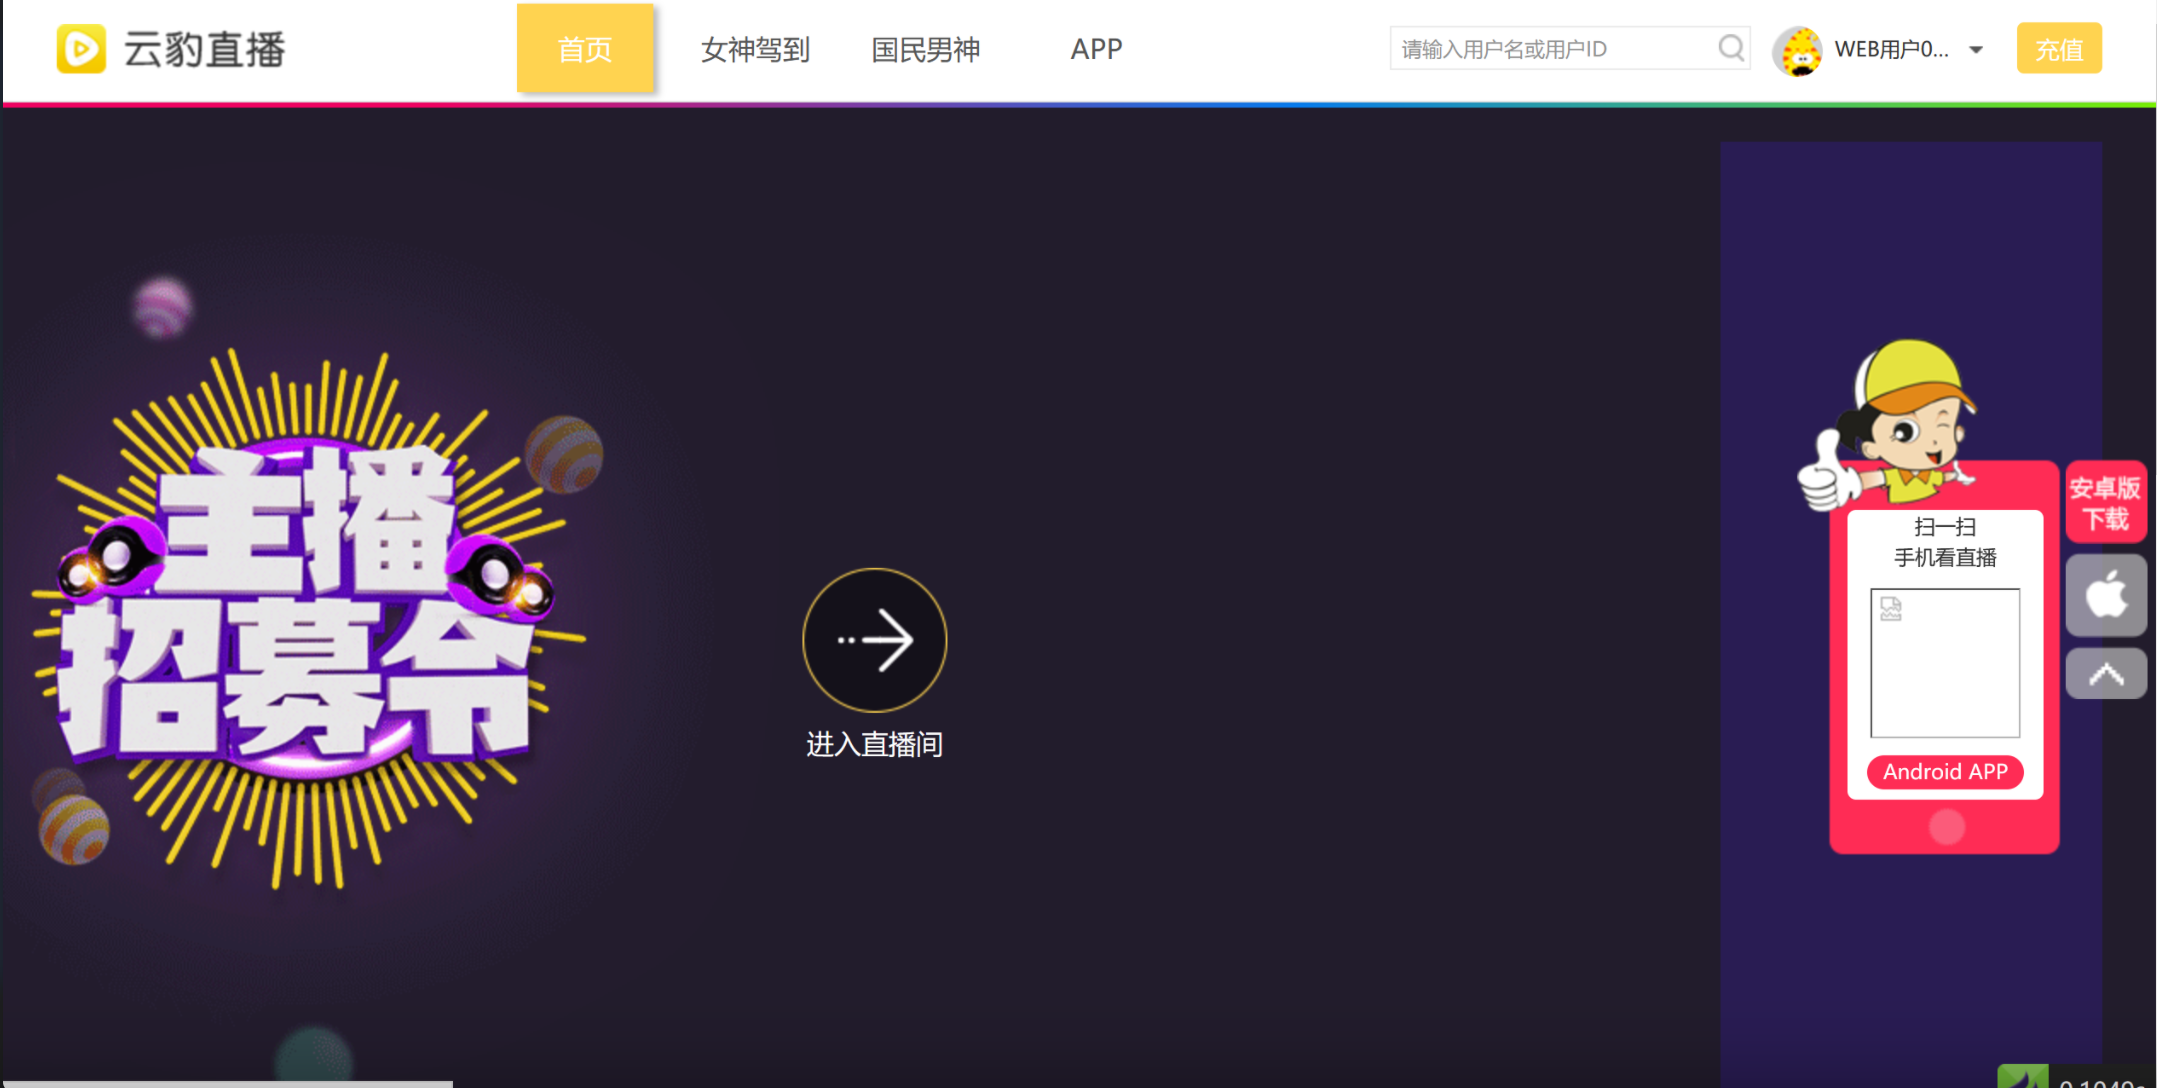 云豹直播
首页
女神驾到
国民男神
APP
请输入用户名或用户ID
WEB用户0...
充值
主播
招募令
进入直播间
扫一扫
手机看直播
Android APP
安卓版
下载